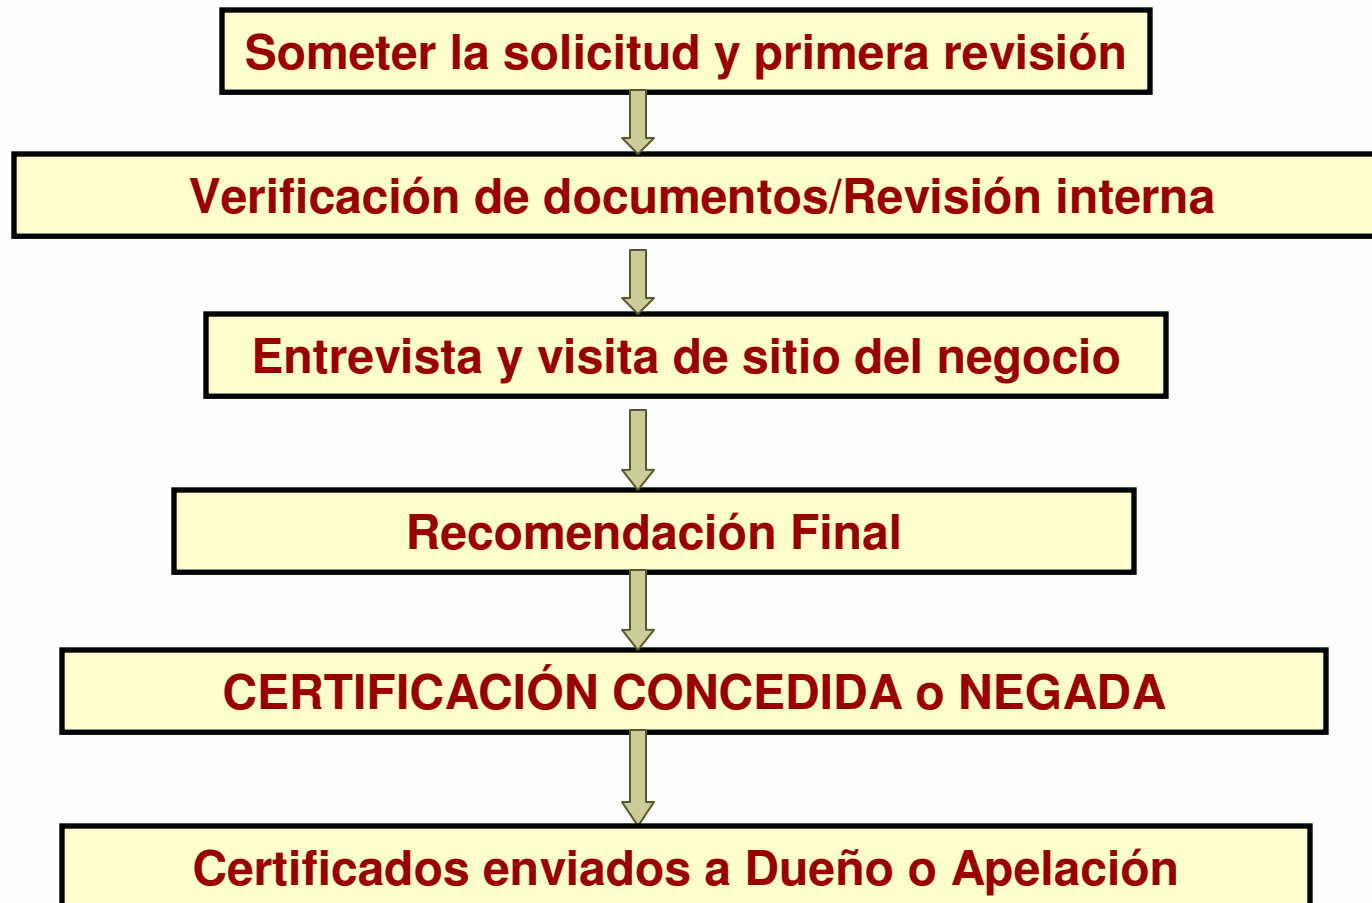 Someter la solicitud y primera revisión
Verificación de documentos/Revisión interna
Entrevista y visita de sitio del negocio
Recomendación Final
CERTIFICACIÓN CONCEDIDA o NEGADA
Certificados enviados a Dueño o Apelación